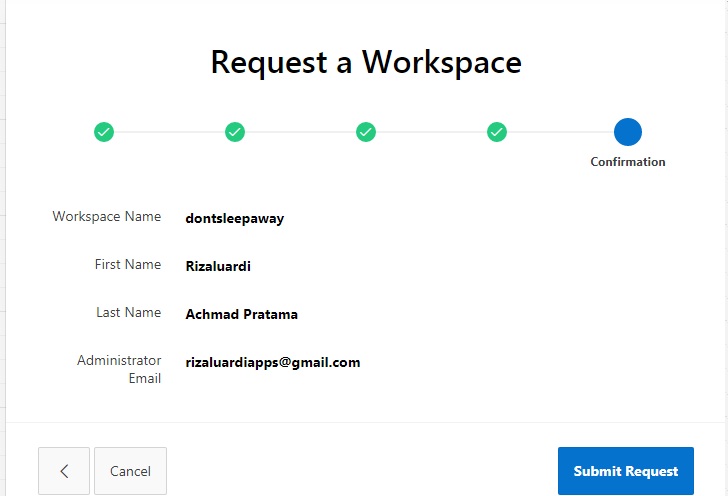 Request a Workspace
Confirmation
Workspace Name dontsleepaway
First Name Rizaluardi
Last Name Achmad Pratama
Administrator
Email rizaluardiapps@gmail.com
Cancel Submit Request